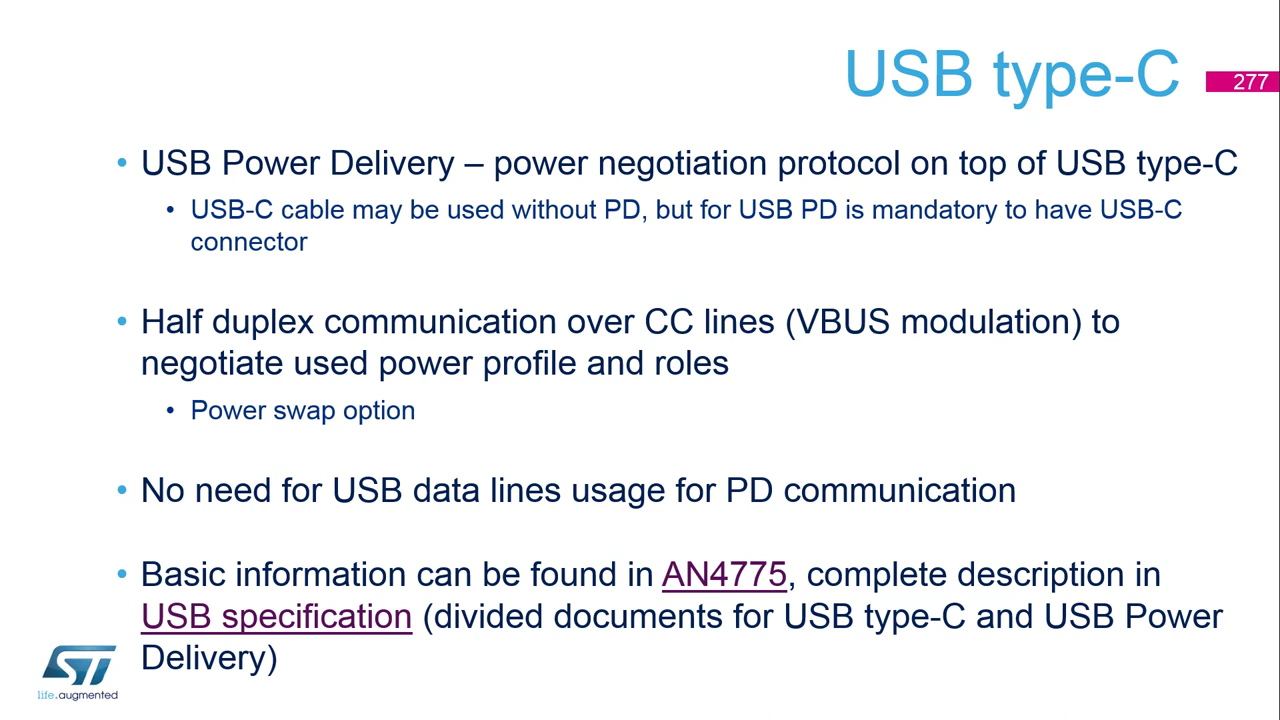 USB type-C
277
• USB Power Delivery – power negotiation protocol on top of USB type-C
• USB-C cable may be used without PD, but for USB PD is mandatory to have USB-C
connector
• Half duplex communication over CC lines (VBUS modulation) to
negotiate used power profile and roles
• Power swap option
• No need for USB data lines usage for PD communication
• Basic information can be found in AN4775, complete description in
USB specification (divided documents for USB type-C and USB Power
Delivery)
ST
life.augmented